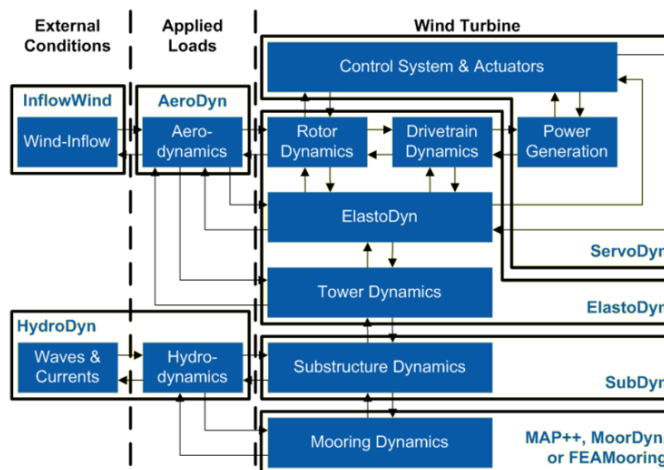 External
Conditions
Applied
Loads
Wind Turbine
Control System & Actuators
InflowWind
AeroDyn
Wind-Inflow
Aero-
dynamics
Rotor
Dynamics
Drivetrain
Dynamics
Power
Generation
ElastoDyn
ServoDyn
Tower Dynamics
ElastoDyn
HydroDyn
Waves &
Currents
Hydro-
dynamics
Substructure Dynamics
SubDyn
Mooring Dynamics
MAP++, MoorDyn,
or FEAMooring